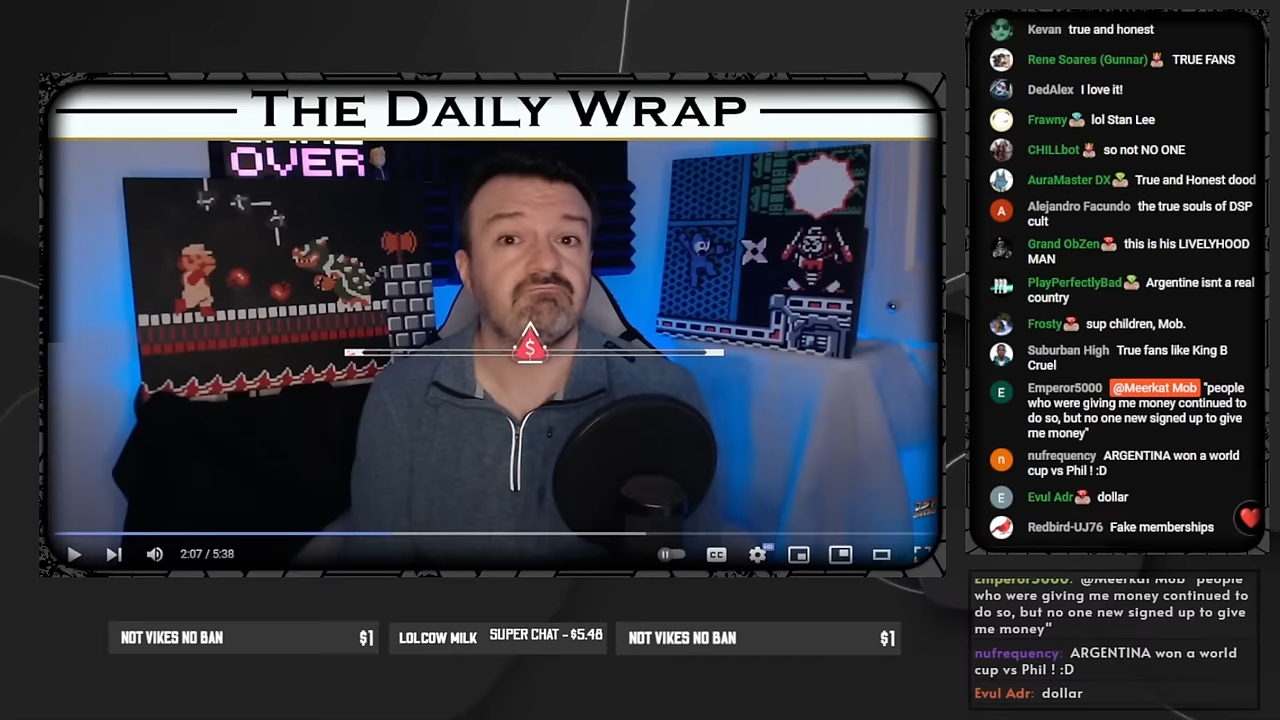 THE DAILY WRAP
OVER
$
2:07 / 5:38
CC
HD
Kevan true and honest
Rene Soares (Gunnar) TRUE FANS
DedAlex I love it!
Frawny lol Stan Lee
CHILLbot so not NO ONE
AuraMaster DX True and Honest dood
Alejandro Facundo the true souls of DSP
cult
Grand ObZen this is his LIVELYHOOD
MAN
PlayPerfectlyBad Argentine isnt a real
country
Frosty sup children, Mob.
Suburban High True fans like King B
Cruel
Emperor5000 @Meerkat Mob "people
who were giving me money continued to
do so, but no one new signed up to give
me money"
nufrequency ARGENTINA won a world
cup vs Phil ! :D
Evul Adr dollar
Redbird-UJ76 Fake memberships
Emperor5000: @Meerkat Mob "people
who were giving me money continued to
do so, but no one new signed up to give
me money"
nufrequency: ARGENTINA won a world
cup vs Phil ! :D
Evul Adr: dollar
NOT VIKES NO BAN $1
LOLCOW MILK SUPER CHAT - $5.48
NOT VIKES NO BAN $1